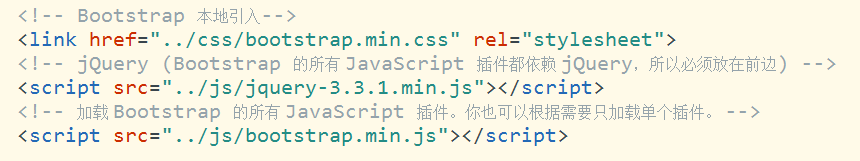 <!-- Bootstrap 本地引入-->
<link href="../css/bootstrap.min.css" rel="stylesheet">
<!-- jQuery (Bootstrap 的所有 JavaScript 插件都依赖 jQuery，所以必须放在前边) -->
<script src="../js/jquery-3.3.1.min.js"></script>
<!-- 加载 Bootstrap 的所有 JavaScript 插件。你也可以根据需要只加载单个插件。 -->
<script src="../js/bootstrap.min.js"></script>